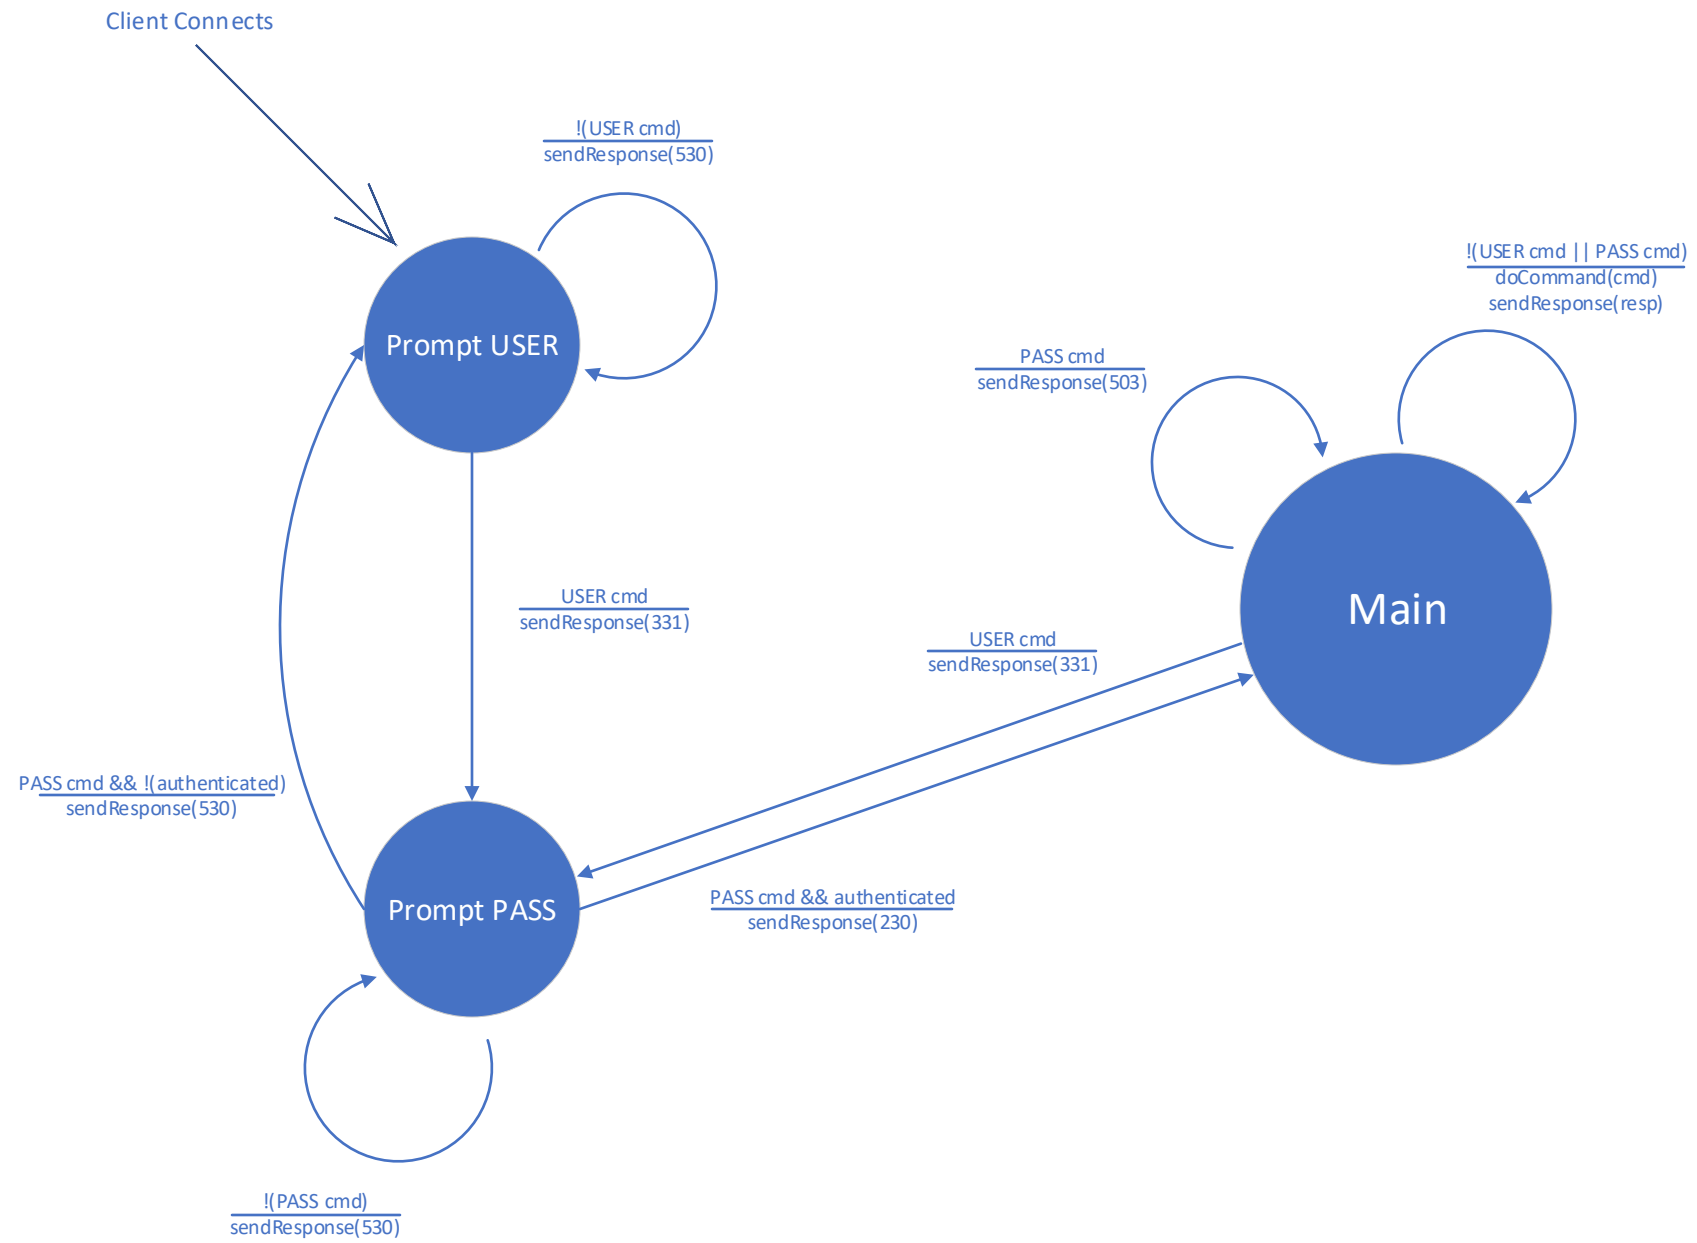 Client Connects
!(USER cmd)
sendResponse(530)
!(USER cmd || PASS cmd)
doCommand(cmd)
sendResponse(resp)
Prompt USER
PASS cmd
sendResponse(503)
USER cmd
sendResponse(331)
Main
USER cmd
sendResponse(331)
PASS cmd && !(authenticated)
sendResponse(530)
Prompt PASS
PASS cmd && authenticated
sendResponse(230)
!(PASS cmd)
sendResponse(530)